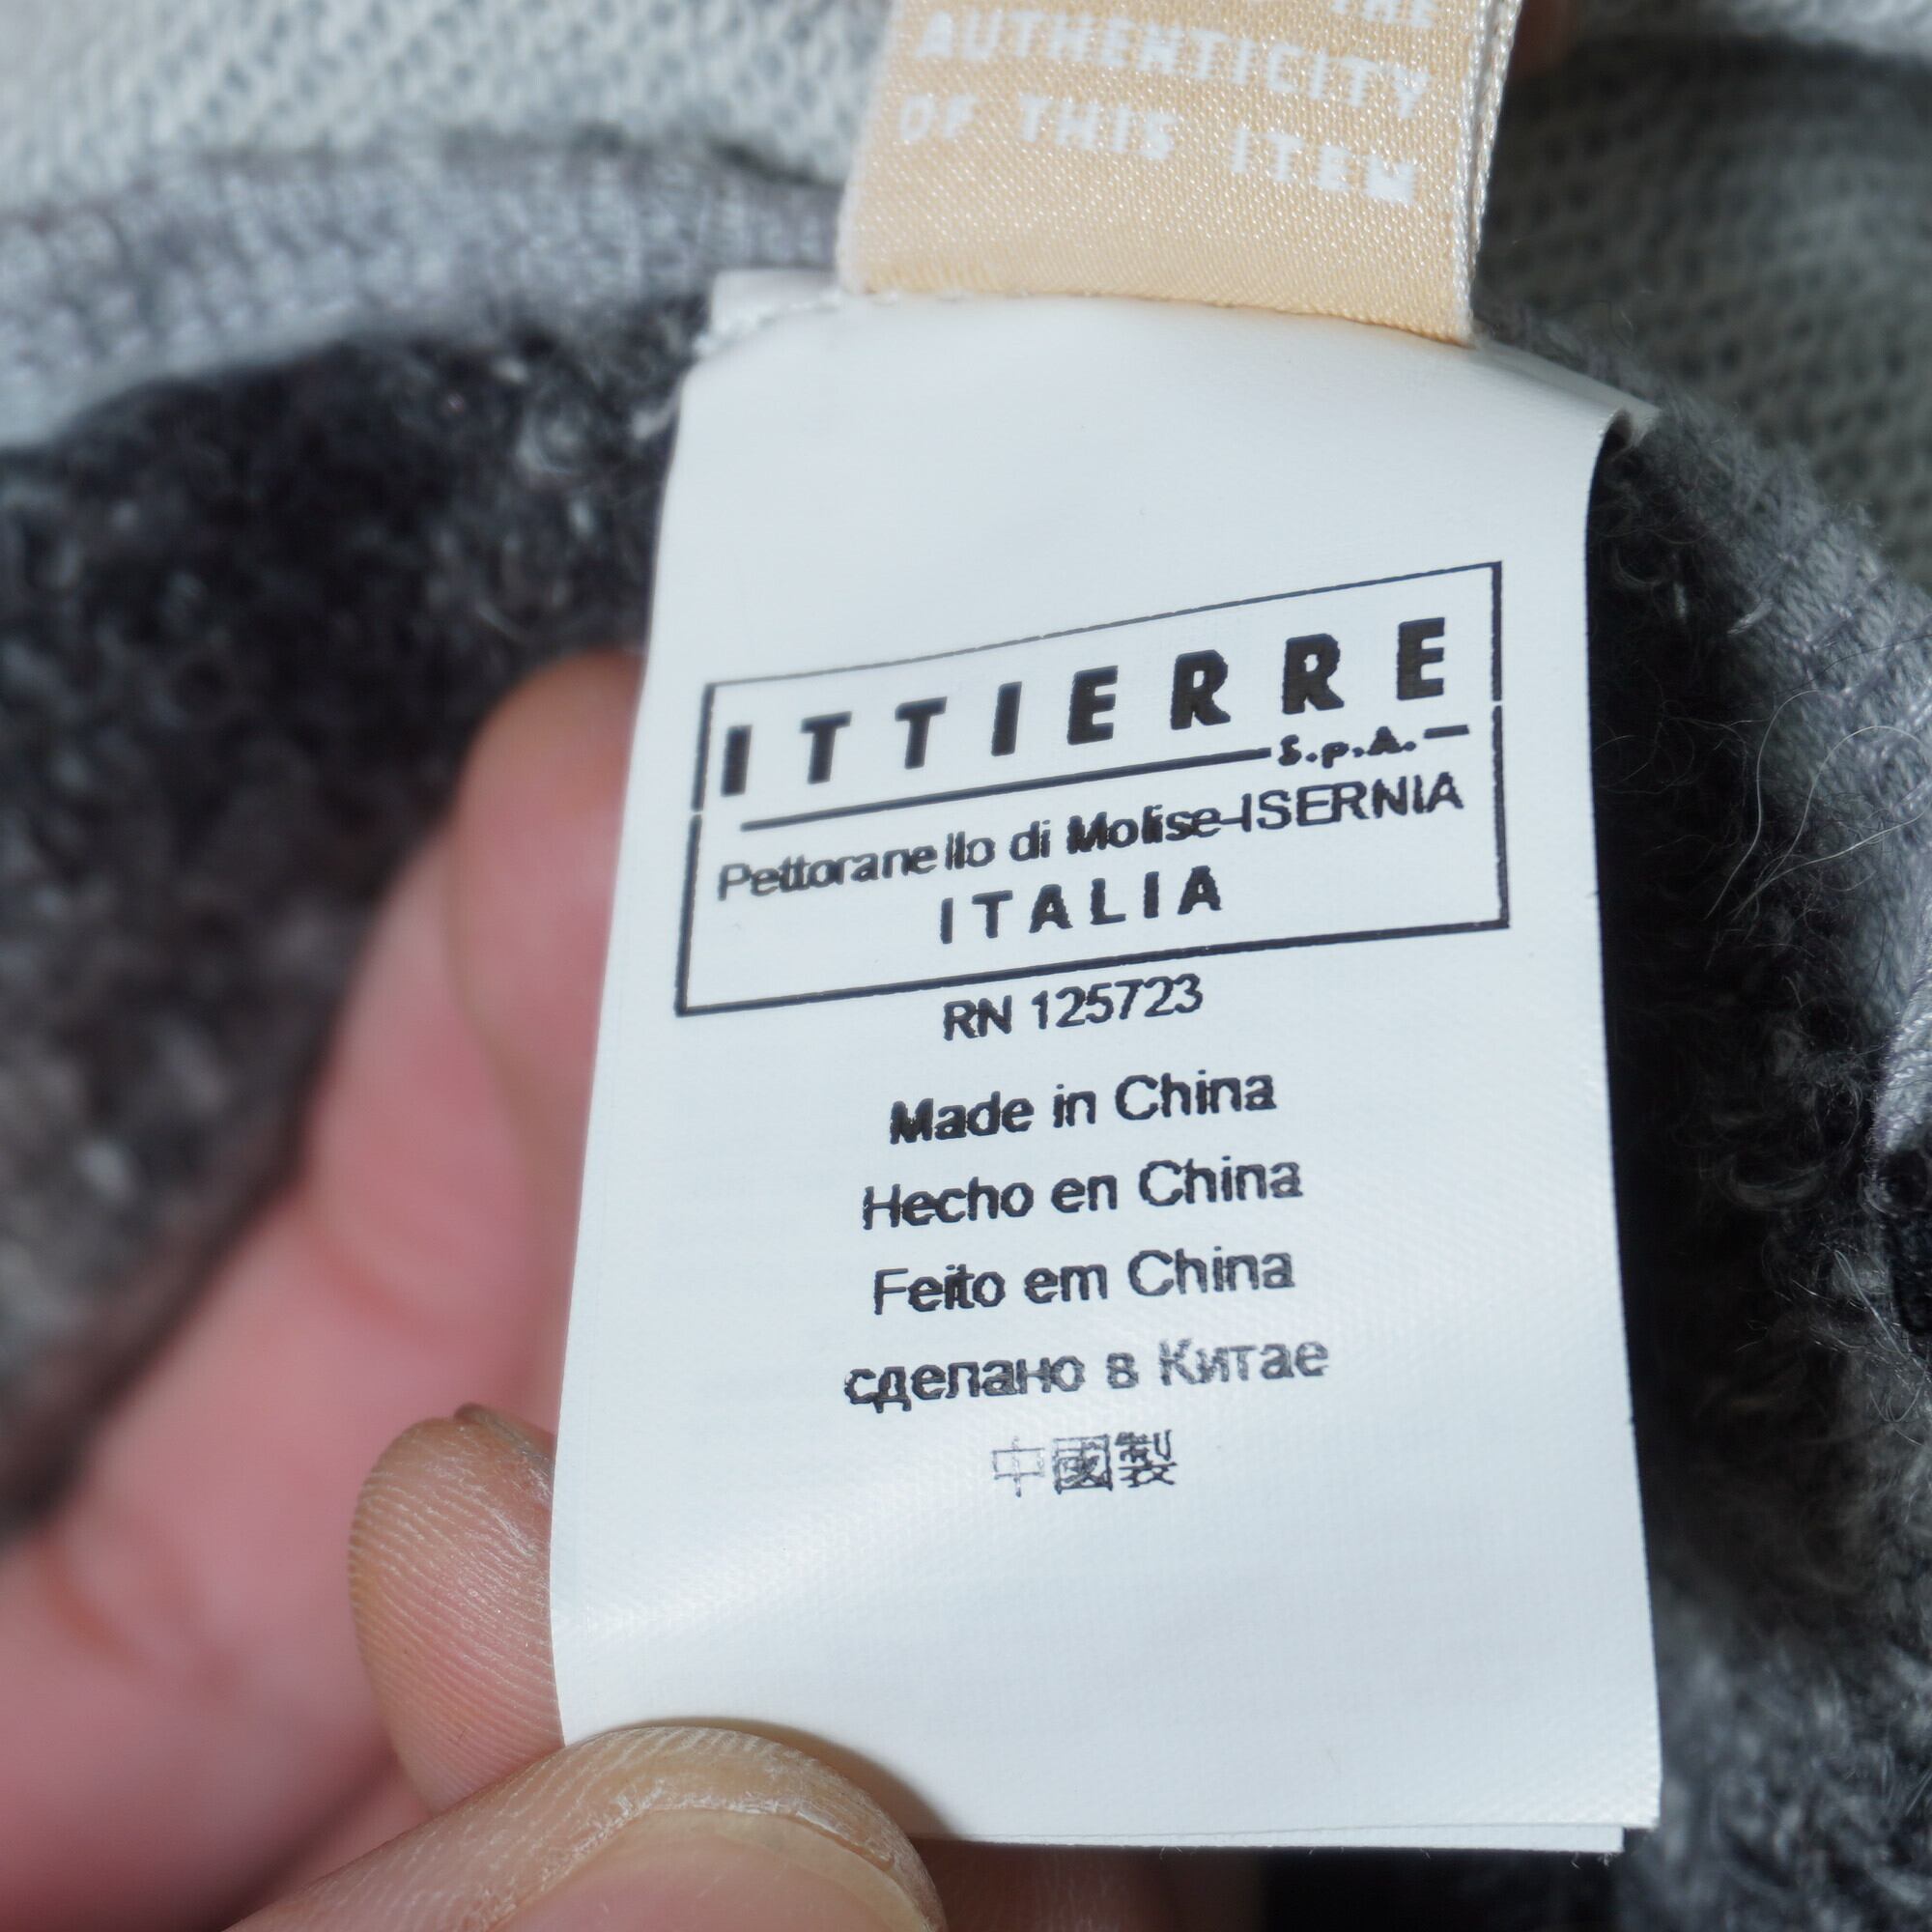 THE
AUTHENTICITY
OF THIS ITEM
ITTIERRE
S.p.A.
Pettoranello di Molise-ISERNIA
ITALIA
RN 125723
Made in China
Hecho en China
Feito em China
сделано в Китае
中國製